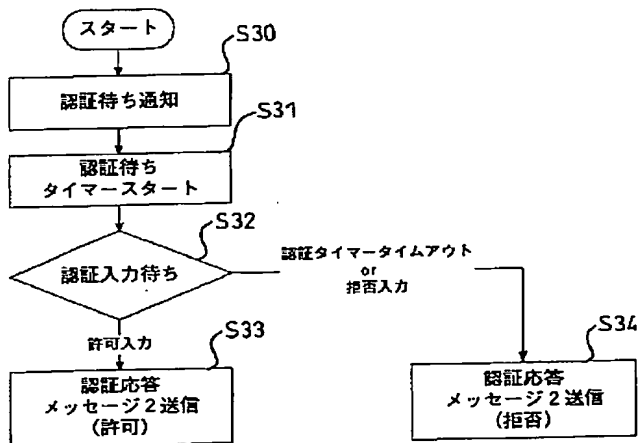 スタート
S30
認証待ち通知
S31
認証待ち
タイマースタート
S32
認証入力待ち
認証タイマータイムアウト
or
拒否入力
許可入力
S33
認証応答
メッセージ２送信
(許可)
S34
認証応答
メッセージ２送信
(拒否)